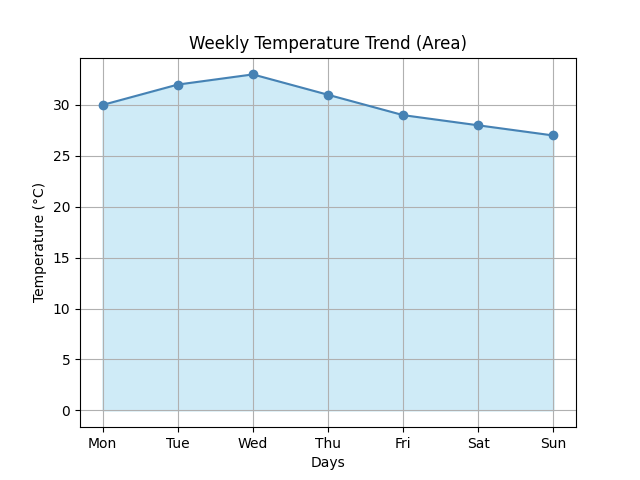 Weekly Temperature Trend (Area)
Temperature (°C)
30
25
20
15
10
5
0
Mon Tue Wed Thu Fri Sat Sun
Days